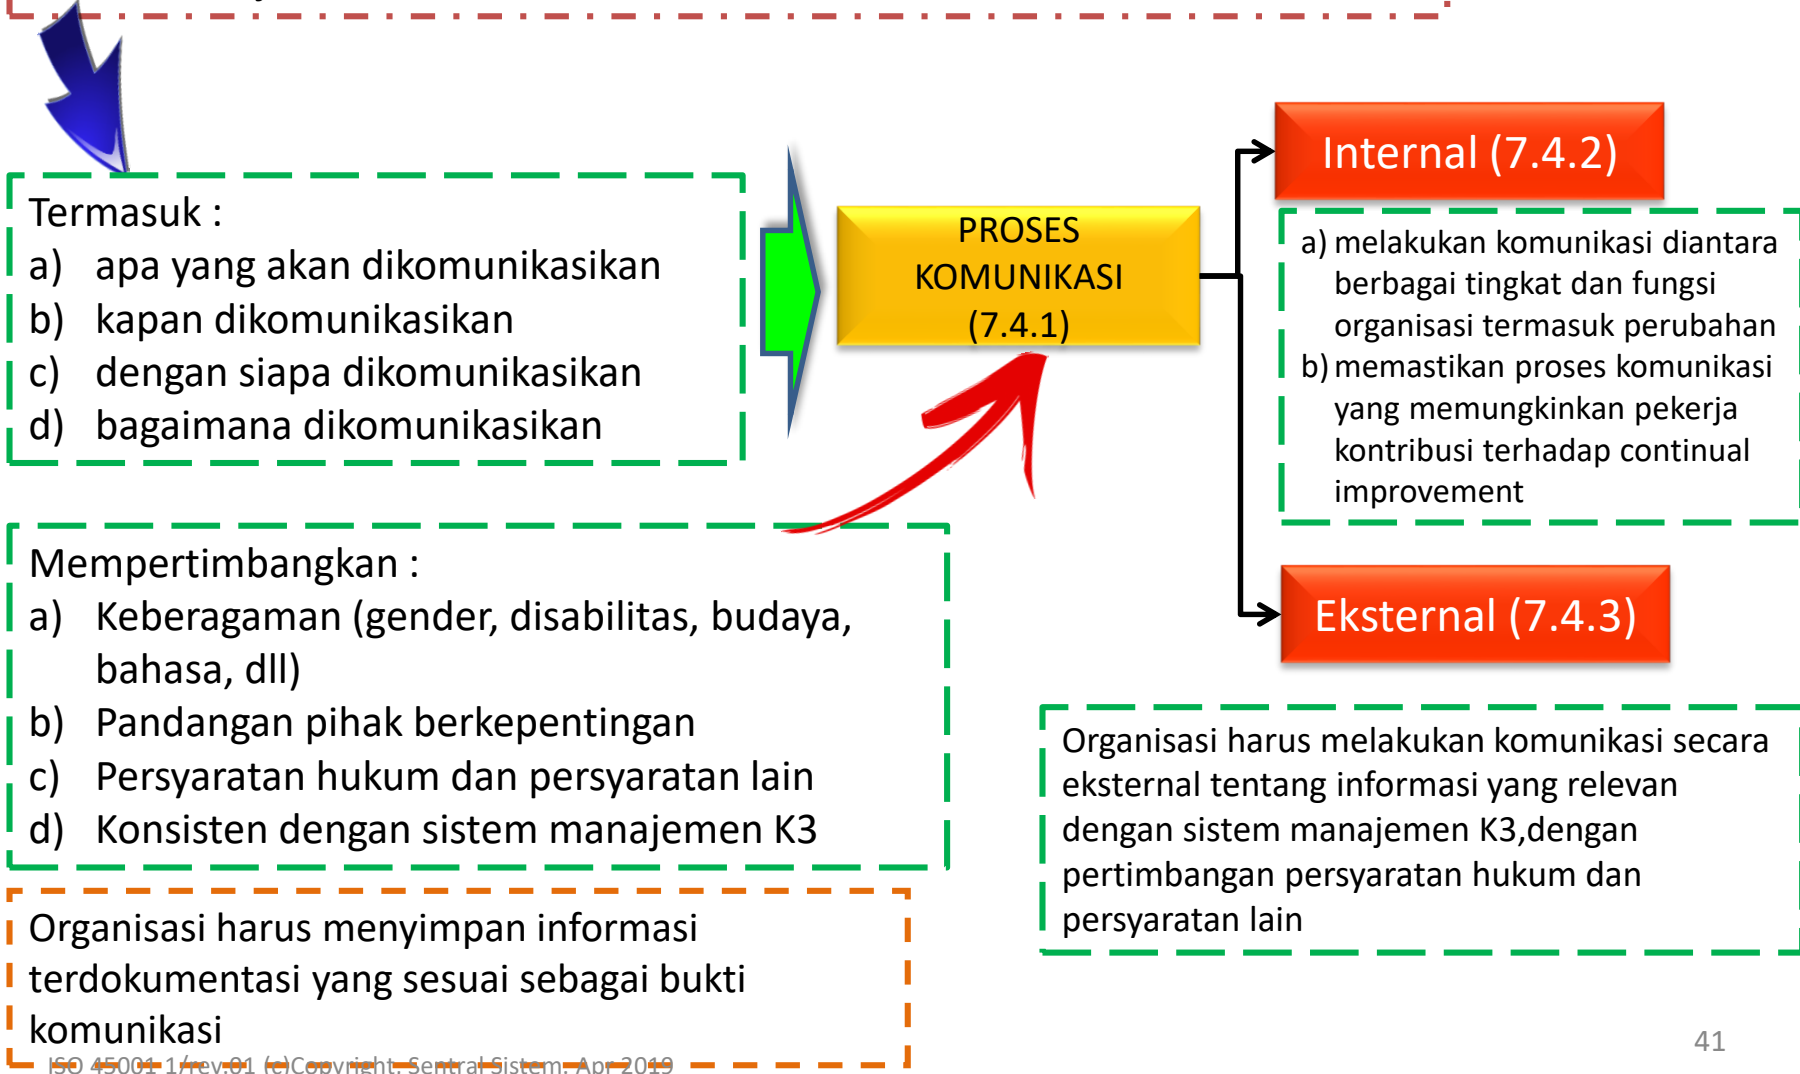 Termasuk :
a) apa yang akan dikomunikasikan
b) kapan dikomunikasikan
c) dengan siapa dikomunikasikan
d) bagaimana dikomunikasikan
PROSES
KOMUNIKASI
(7.4.1)
Internal (7.4.2)
a) melakukan komunikasi diantara
berbagai tingkat dan fungsi
organisasi termasuk perubahan
b) memastikan proses komunikasi
yang memungkinkan pekerja
kontribusi terhadap continual
improvement
Mempertimbangkan :
a) Keberagaman (gender, disabilitas, budaya,
bahasa, dll)
b) Pandangan pihak berkepentingan
c) Persyaratan hukum dan persyaratan lain
d) Konsisten dengan sistem manajemen K3
Eksternal (7.4.3)
Organisasi harus melakukan komunikasi secara
eksternal tentang informasi yang relevan
dengan sistem manajemen K3,dengan
pertimbangan persyaratan hukum dan
persyaratan lain
Organisasi harus menyimpan informasi
terdokumentasi yang sesuai sebagai bukti
komunikasi
ISO 45001-1/rev.01 (c)Copyright, Sentral Sistem, Apr 2019
41